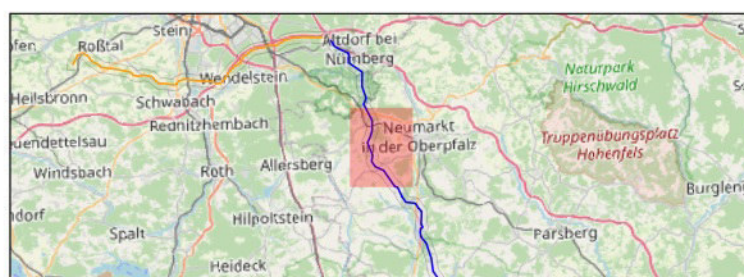 Stein
Roßtal
Altdorf bei
Nürnberg
Wendelstein
Naturpark
Hirschwald
Heilsbronn
Schwabach
Rednitzhembach
Neumarkt
in der Oberpfalz
Truppenübungsplatz
Hohenfels
Windsbach
Roth
Allersberg
Hilpoltstein
Spalt
Parsberg
Heideck